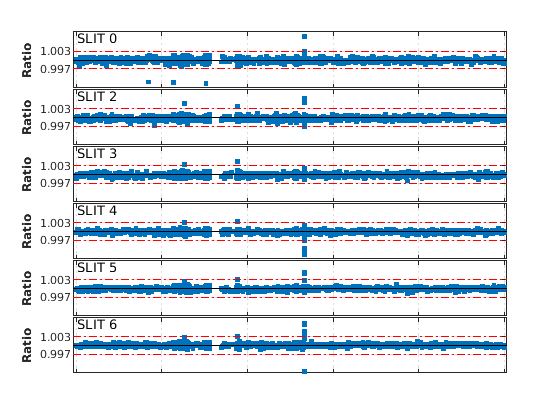 SLIT 0
Ratio
1.003
0.997
SLIT 2
Ratio
1.003
0.997
SLIT 3
Ratio
1.003
0.997
SLIT 4
Ratio
1.003
0.997
SLIT 5
Ratio
1.003
0.997
SLIT 6
Ratio
1.003
0.997